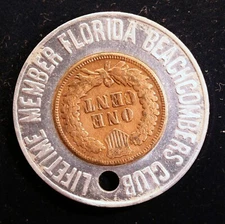 LIFETIME MEMBER FLORIDA BEACHCOMBERS CLUB
ONE
CENT